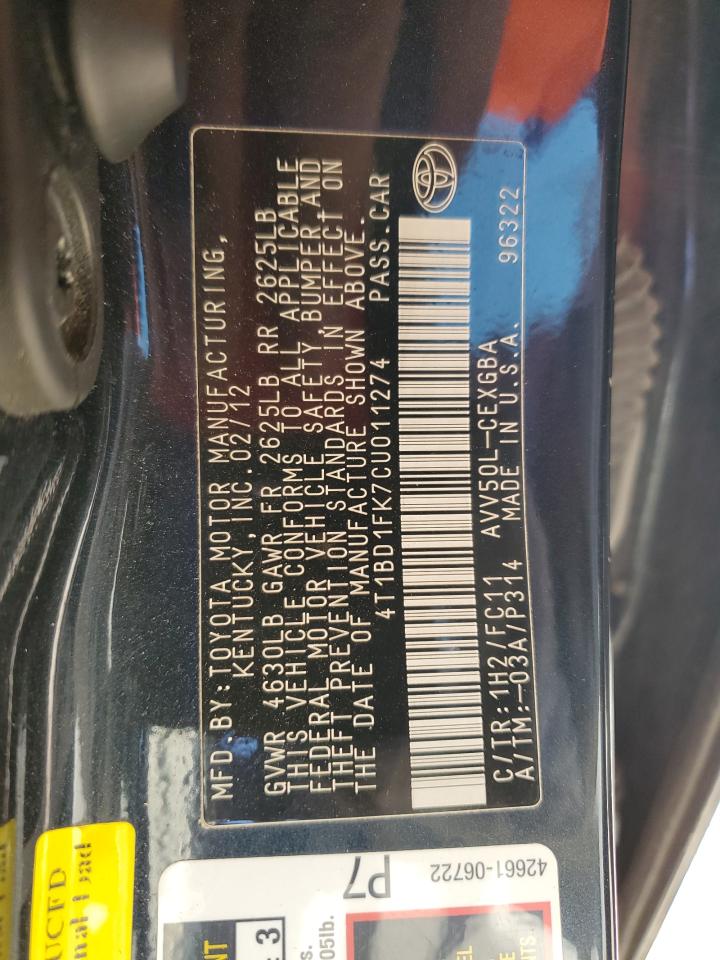 MFD.BY:TOYOTA MOTOR MANUFACTURING,
KENTUCKY,INC.02/12
GVWR 4630LB GAWR FR 2625LB RR 2625LB
THIS VEHICLE CONFORMS TO ALL APPLICABLE
FEDERAL MOTOR VEHICLE SAFETY,BUMPER,AND
THEFT PREVENTION STANDARDS IN EFFECT ON
THE DATE OF MANUFACTURE SHOWN ABOVE.
4T1BD1FK7CU011274 PASS.CAR
C/TR:1H2/FC11 AVV50L-CEXGBA
A/TM:-03A/P314 MADE IN U.S.A. 96322
42661-06722
P7
3
05lb.